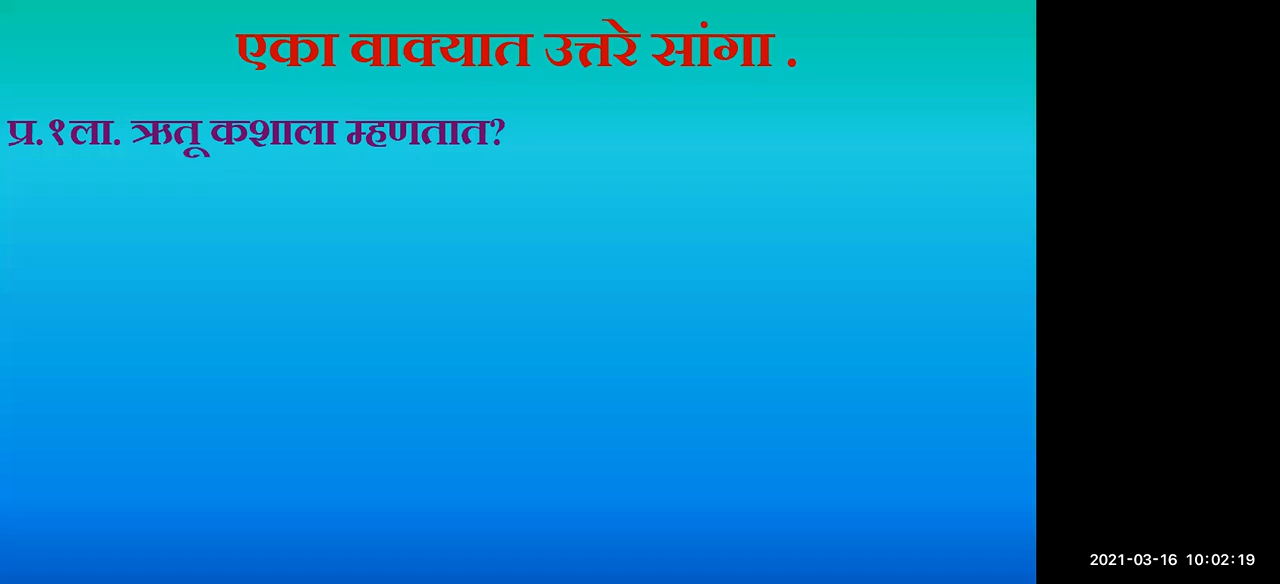 एका वाक्यात उत्तरे सांगा .
प्र.१ला. ऋतू कशाला म्हणतात?
2021-03-16 10:02:19